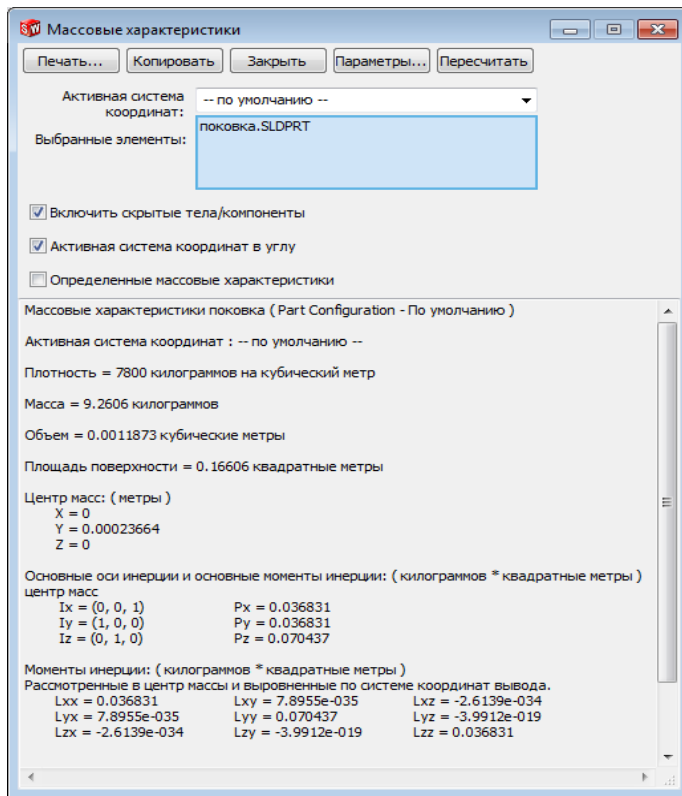 SW Массовые характеристики
Печать... Копировать Закрыть Параметры... Пересчитать
Активная система координат: -- по умолчанию --
Выбранные элементы: поковка.SLDPRT
Включить скрытые тела/компоненты
Активная система координат в углу
Определенные массовые характеристики
Массовые характеристики поковка ( Part Configuration - По умолчанию )
Активная система координат : -- по умолчанию --
Плотность = 7800 килограммов на кубический метр
Масса = 9.2606 килограммов
Объем = 0.0011873 кубические метры
Площадь поверхности = 0.16606 квадратные метры
Центр масс: ( метры )
X = 0
Y = 0.00023664
Z = 0
Основные оси инерции и основные моменты инерции: ( килограммов * квадратные метры )
центр масс
Ix = (0, 0, 1) Px = 0.036831
Iy = (1, 0, 0) Py = 0.036831
Iz = (0, 1, 0) Pz = 0.070437
Моменты инерции: ( килограммов * квадратные метры )
Рассмотренные в центр массы и выровненные по системе координат вывода.
Lxx = 0.036831 Lxy = 7.8955e-035 Lxz = -2.6139e-034
Lyx = 7.8955e-035 Lyy = 0.070437 Lyz = -3.9912e-019
Lzx = -2.6139e-034 Lzy = -3.9912e-019 Lzz = 0.036831